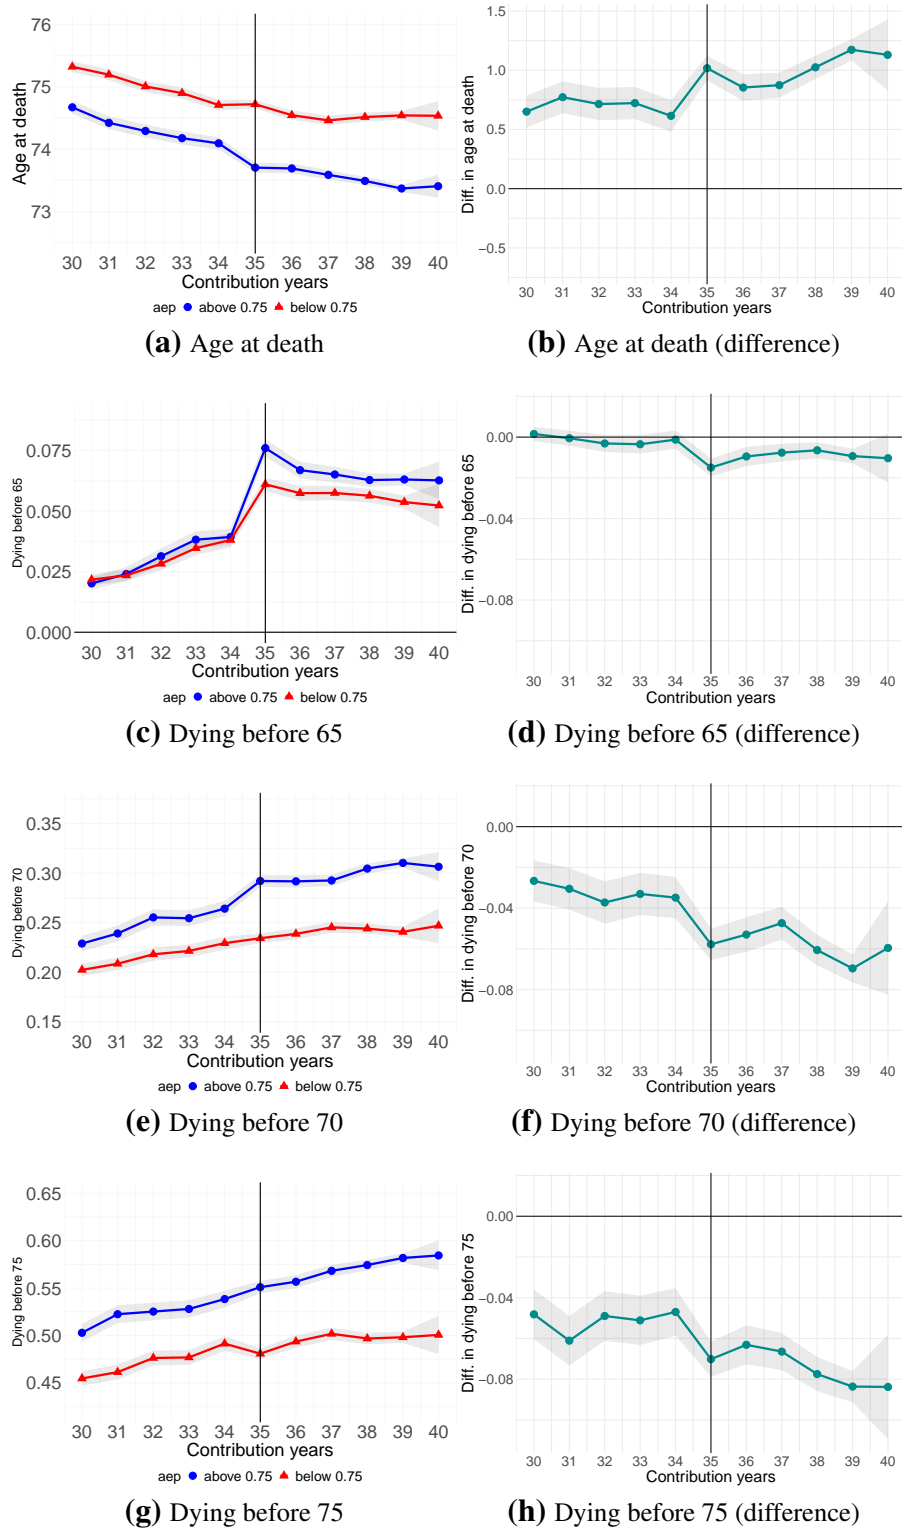 76
75
74
73
Age at death
30 31 32 33 34 35 36 37 38 39 40
Contribution years
aep above 0.75 below 0.75
(a) Age at death
1.5
1.0
0.5
0.0
−0.5
Diff. in age at death
30 31 32 33 34 35 36 37 38 39 40
Contribution years
(b) Age at death (difference)
0.075
0.050
0.025
0.000
Dying before 65
30 31 32 33 34 35 36 37 38 39 40
Contribution years
aep above 0.75 below 0.75
(c) Dying before 65
0.00
−0.04
−0.08
Diff. in dying before 65
30 31 32 33 34 35 36 37 38 39 40
Contribution years
(d) Dying before 65 (difference)
0.35
0.30
0.25
0.20
0.15
Dying before 70
30 31 32 33 34 35 36 37 38 39 40
Contribution years
aep above 0.75 below 0.75
(e) Dying before 70
0.00
−0.04
−0.08
Diff. in dying before 70
30 31 32 33 34 35 36 37 38 39 40
Contribution years
(f) Dying before 70 (difference)
0.65
0.60
0.55
0.50
0.45
Dying before 75
30 31 32 33 34 35 36 37 38 39 40
Contribution years
aep above 0.75 below 0.75
(g) Dying before 75
0.00
−0.04
−0.08
Diff. in dying before 75
30 31 32 33 34 35 36 37 38 39 40
Contribution years
(h) Dying before 75 (difference)